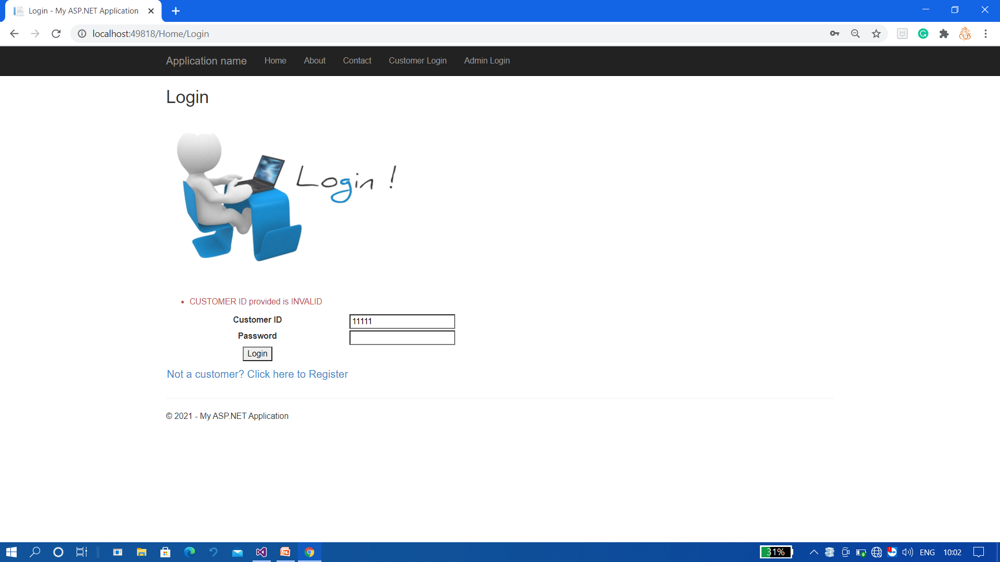 Login - My ASP.NET Application
localhost:49818/Home/Login
Application name Home About Contact Customer Login Admin Login
Login
Login !
CUSTOMER ID provided is INVALID
Customer ID 11111
Password
Login
Not a customer? Click here to Register
© 2021 - My ASP.NET Application
31% ENG 10:02